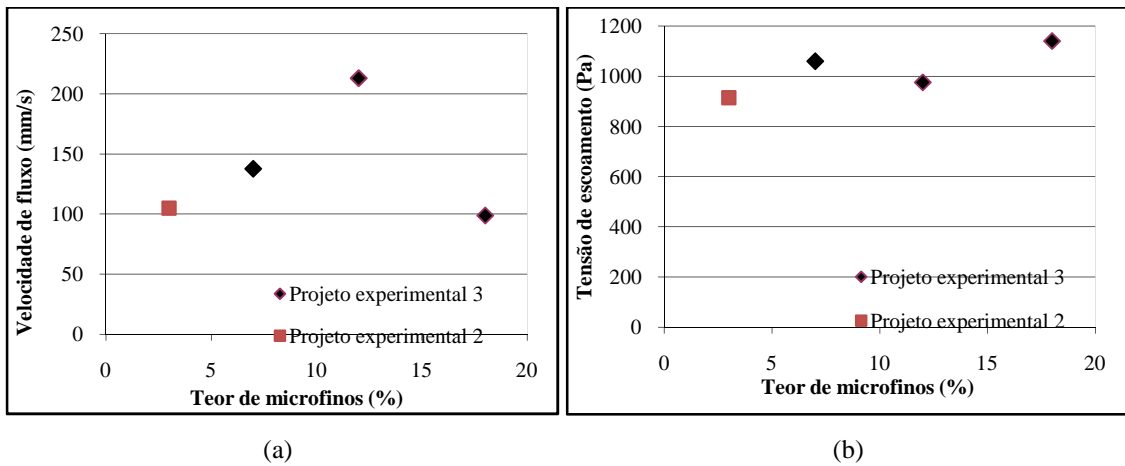 250
200
150
100
50
0
0 5 10 15 20
Velocidade de fluxo (mm/s)
Teor de microfinos (%)
Projeto experimental 3
Projeto experimental 2
(a)
1200
1000
800
600
400
200
0
0 5 10 15 20
Tensão de escoamento (Pa)
Teor de microfinos (%)
Projeto experimental 3
Projeto experimental 2
(b)